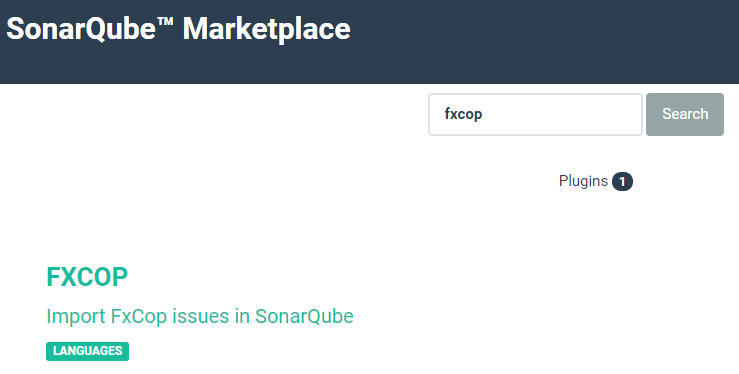 SonarQube™ Marketplace
fxcop
Search
Plugins 1
FXCOP
Import FxCop issues in SonarQube
LANGUAGES